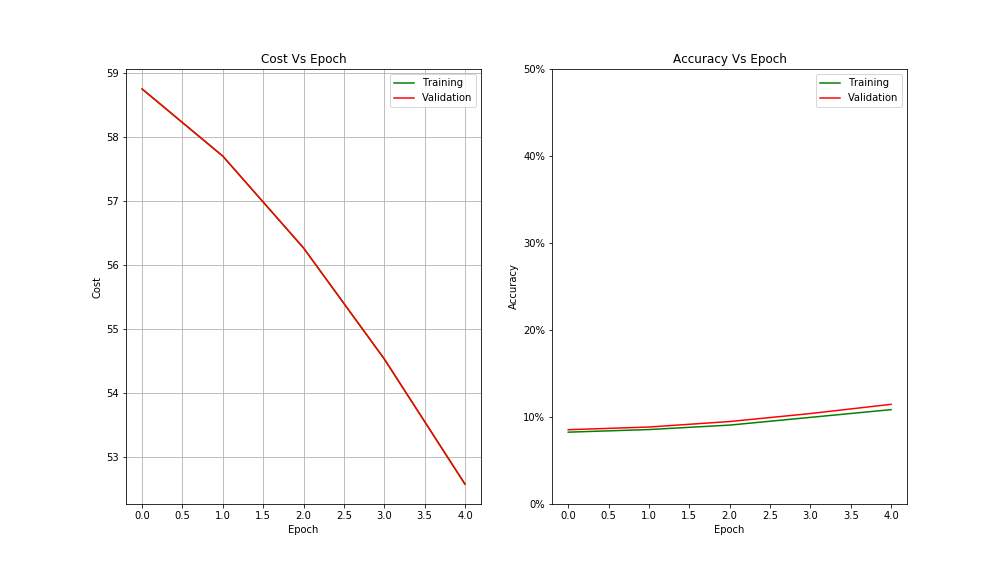 Cost Vs Epoch
59
58
57
56
55
54
53
Cost
0.0 0.5 1.0 1.5 2.0 2.5 3.0 3.5 4.0
Epoch
Training
Validation
Accuracy Vs Epoch
50%
40%
30%
20%
10%
0%
Accuracy
0.0 0.5 1.0 1.5 2.0 2.5 3.0 3.5 4.0
Epoch
Training
Validation